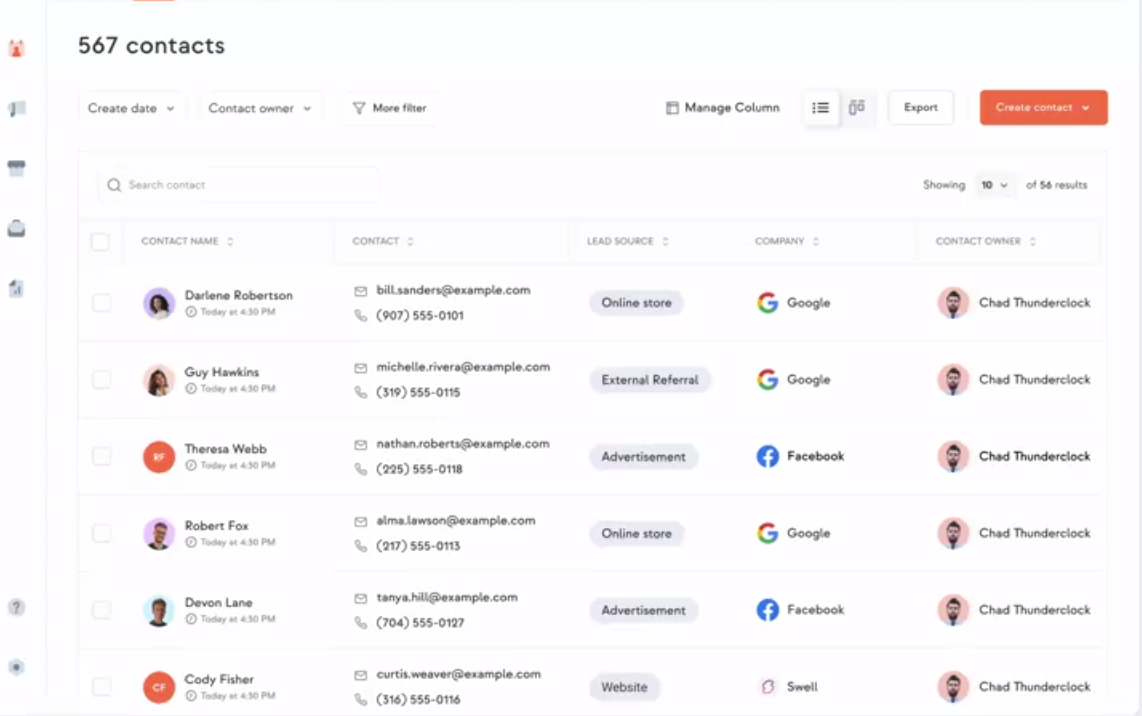 567 contacts
Create date
Contact owner
More filter
Manage Column
Export
Create contact
Search contact
Showing 10 of 56 results
CONTACT NAME CONTACT LEAD SOURCE COMPANY CONTACT OWNER
Darlene Robertson
Today at 4:30 PM
bill.sanders@example.com
(907) 555-0101
Online store
Google
Chad Thunderclock
Guy Hawkins
Today at 4:30 PM
michelle.rivera@example.com
(319) 555-0115
External Referral
Google
Chad Thunderclock
RF
Theresa Webb
Today at 4:30 PM
nathan.roberts@example.com
(225) 555-0118
Advertisement
Facebook
Chad Thunderclock
Robert Fox
Today at 4:30 PM
alma.lawson@example.com
(217) 555-0113
Online store
Google
Chad Thunderclock
Devon Lane
Today at 4:30 PM
tanya.hill@example.com
(704) 555-0127
Advertisement
Facebook
Chad Thunderclock
CF
Cody Fisher
Today at 4:30 PM
curtis.weaver@example.com
(316) 555-0116
Website
Swell
Chad Thunderclock
?